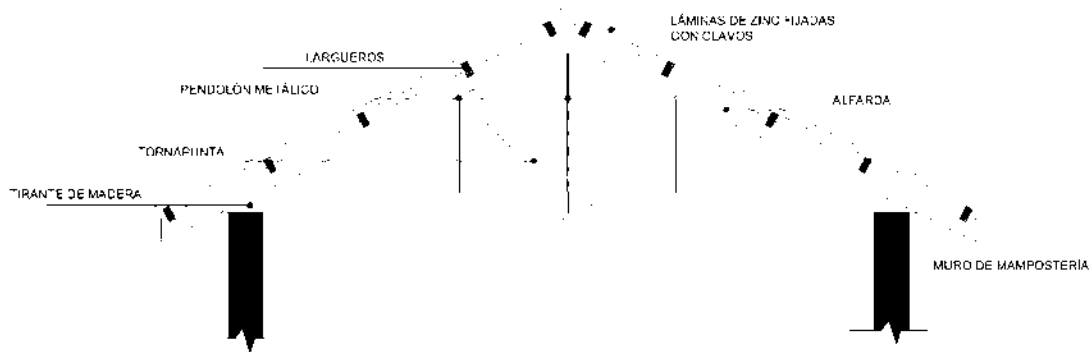 LÁMINAS DE ZINC FIJADAS
CON CLAVOS
LARGUEROS
PENDOLÓN METÁLICO
ALFARDA
TORNAPUNTA
TIRANTE DE MADERA
MURO DE MAMPOSTERÍA